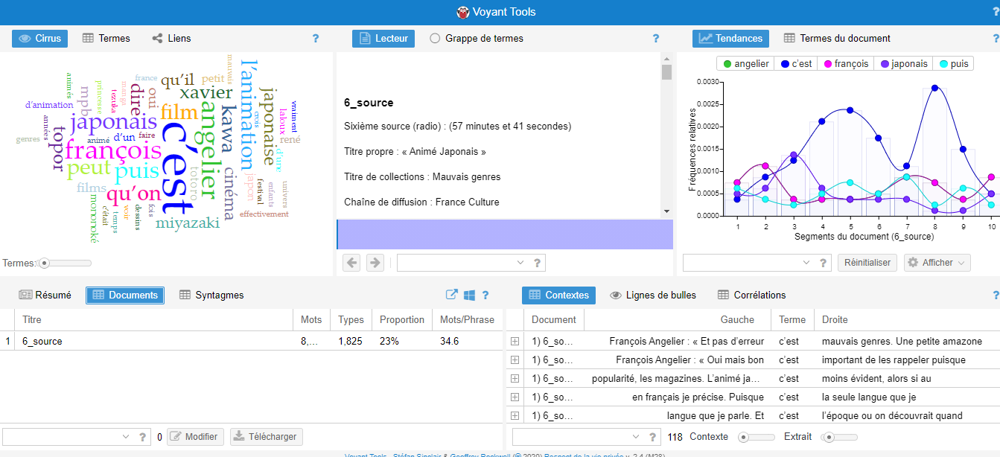 Voyant Tools
?
Cirrus Termes Liens ?
Lecteur Grappe de termes ?
Tendances Termes du document ?
animés
france
mauvais
princesse
manga
qu'il petit
l'animation
tezuka
dire
oui
xavier
d'animation
mpb
film
angelier
kawa
crois
japonaise
laloux
vraiment
années
japonais
genres
animé d'un faire
rené
topor
françois
c'est
d'une
peut puis
totoro
cinéma
japon
films
qu'on
festival
enfants
univers
mononoké
c'était
temps
voir
dessins
fois
miyazaki
effectivement
Termes:
6_source
Sixième source (radio) : (57 minutes et 41 secondes)
Titre propre : « Animé Japonais »
Titre de collections : Mauvais genres
Chaîne de diffusion : France Culture
?
angelier c'est françois japonais puis
Fréquences relatives
0.0030
0.0025
0.0020
0.0015
0.0010
0.0005
0.0000
1 2 3 4 5 6 7 8 9 10
Segments du document (6_source)
? Réinitialiser Afficher
Résumé Documents Syntagmes ?
Titre Mots Types Proportion Mots/Phrase
1 6_source 8,... 1,825 23% 34.6
? 0 Modifier Télécharger
Contextes Lignes de bulles Corrélations ?
Document Gauche Terme Droite
1) 6_so... François Angelier : « Et pas d'erreur c'est mauvais genres. Une petite amazone
1) 6_so... François Angelier : « Oui mais bon c'est important de les rappeler puisque
1) 6_so... popularité, les magazines. L'animé ja... c'est moins évident, alors si au
1) 6_so... en français je précise. Puisque c'est la seule langue que je
1) 6_so... langue que je parle. Et c'est l'époque ou on découvrait quand
? 118 Contexte Extrait
Voyant Tools , Stéfan Sinclair & Geoffrey Rockwell (© 2020) Respect de la vie privée v. 2.4 (M28)